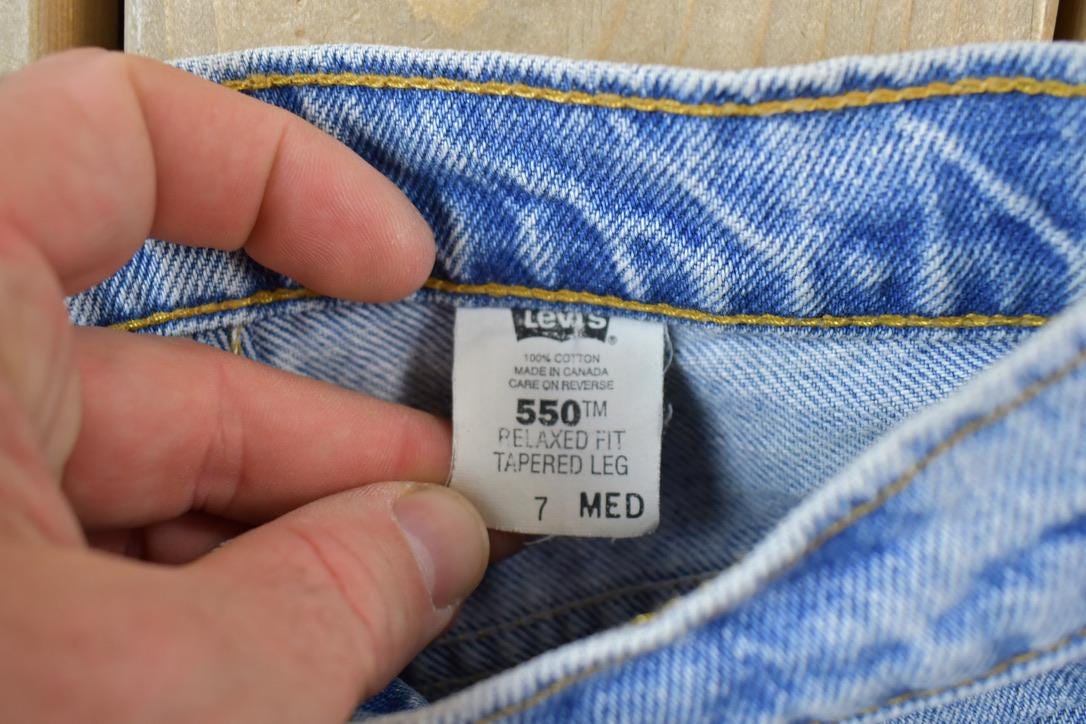 Levi's®
100% COTTON
MADE IN CANADA
CARE ON REVERSE
550™
RELAXED FIT
TAPERED LEG
7 MED